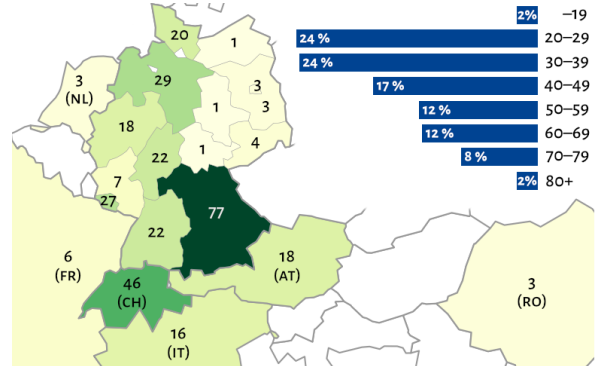 2% –19
24 % 20–29
24 % 30–39
17 % 40–49
12 % 50–59
12 % 60–69
8 % 70–79
2% 80+
20
1
29
3
(NL)
3
1
3
18
4
1
22
7
27
77
22
6
(FR)
18
(AT)
46
(CH)
3
(RO)
16
(IT)